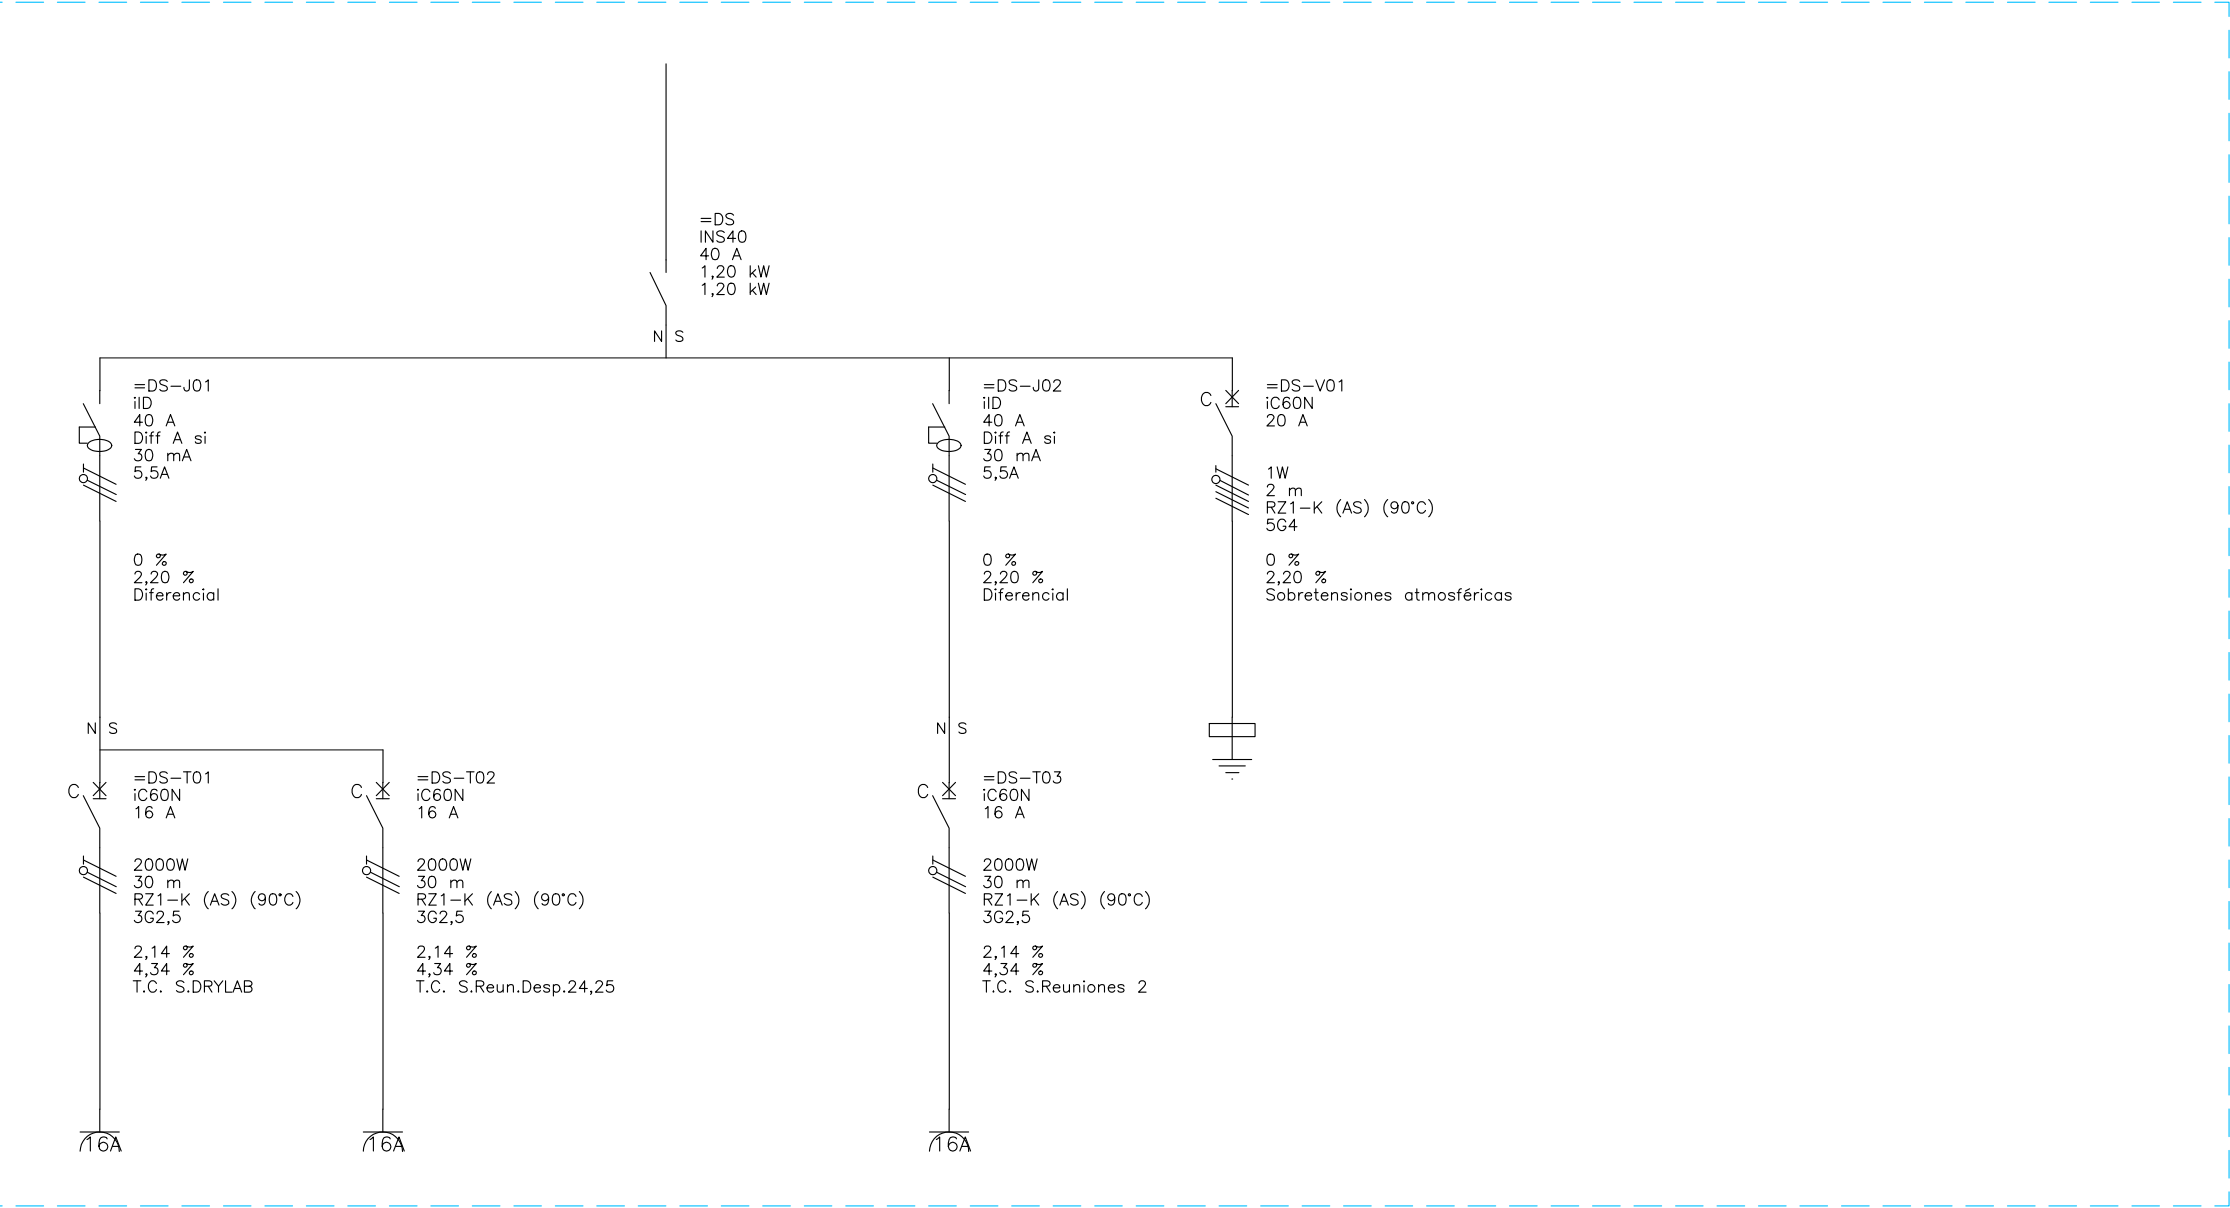 =DS
INS40
40 A
1,20 kW
1,20 kW
N S
=DS-J01
iID
40 A
Diff A si
30 mA
5,5A
0 %
2,20 %
Diferencial
=DS-J02
iID
40 A
Diff A si
30 mA
5,5A
0 %
2,20 %
Diferencial
C
=DS-V01
iC60N
20 A
1W
2 m
RZ1-K (AS) (90°C)
5G4
0 %
2,20 %
Sobretensiones atmosféricas
N S
N S
C
=DS-T01
iC60N
16 A
2000W
30 m
RZ1-K (AS) (90°C)
3G2,5
2,14 %
4,34 %
T.C. S.DRYLAB
16A
C
=DS-T02
iC60N
16 A
2000W
30 m
RZ1-K (AS) (90°C)
3G2,5
2,14 %
4,34 %
T.C. S.Reun.Desp.24,25
16A
C
=DS-T03
iC60N
16 A
2000W
30 m
RZ1-K (AS) (90°C)
3G2,5
2,14 %
4,34 %
T.C. S.Reuniones 2
16A